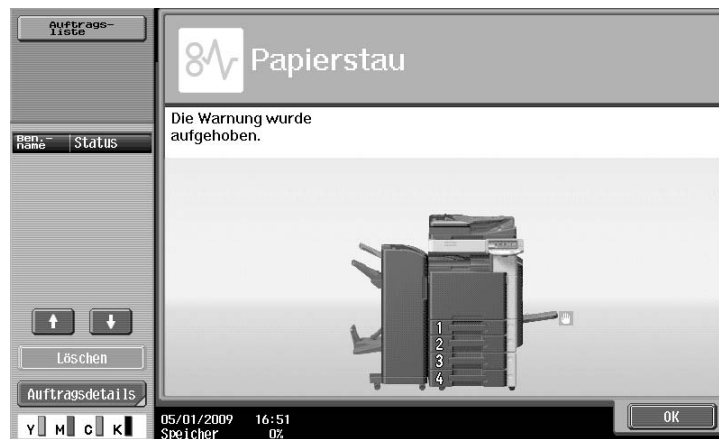 Auftrags-
liste
Papierstau
Die Warnung wurde
aufgehoben.
Ben.-
name Status
1
2
3
4
Löschen
Auftragsdetails
Y M C K
05/01/2009 16:51
Speicher 0%
OK